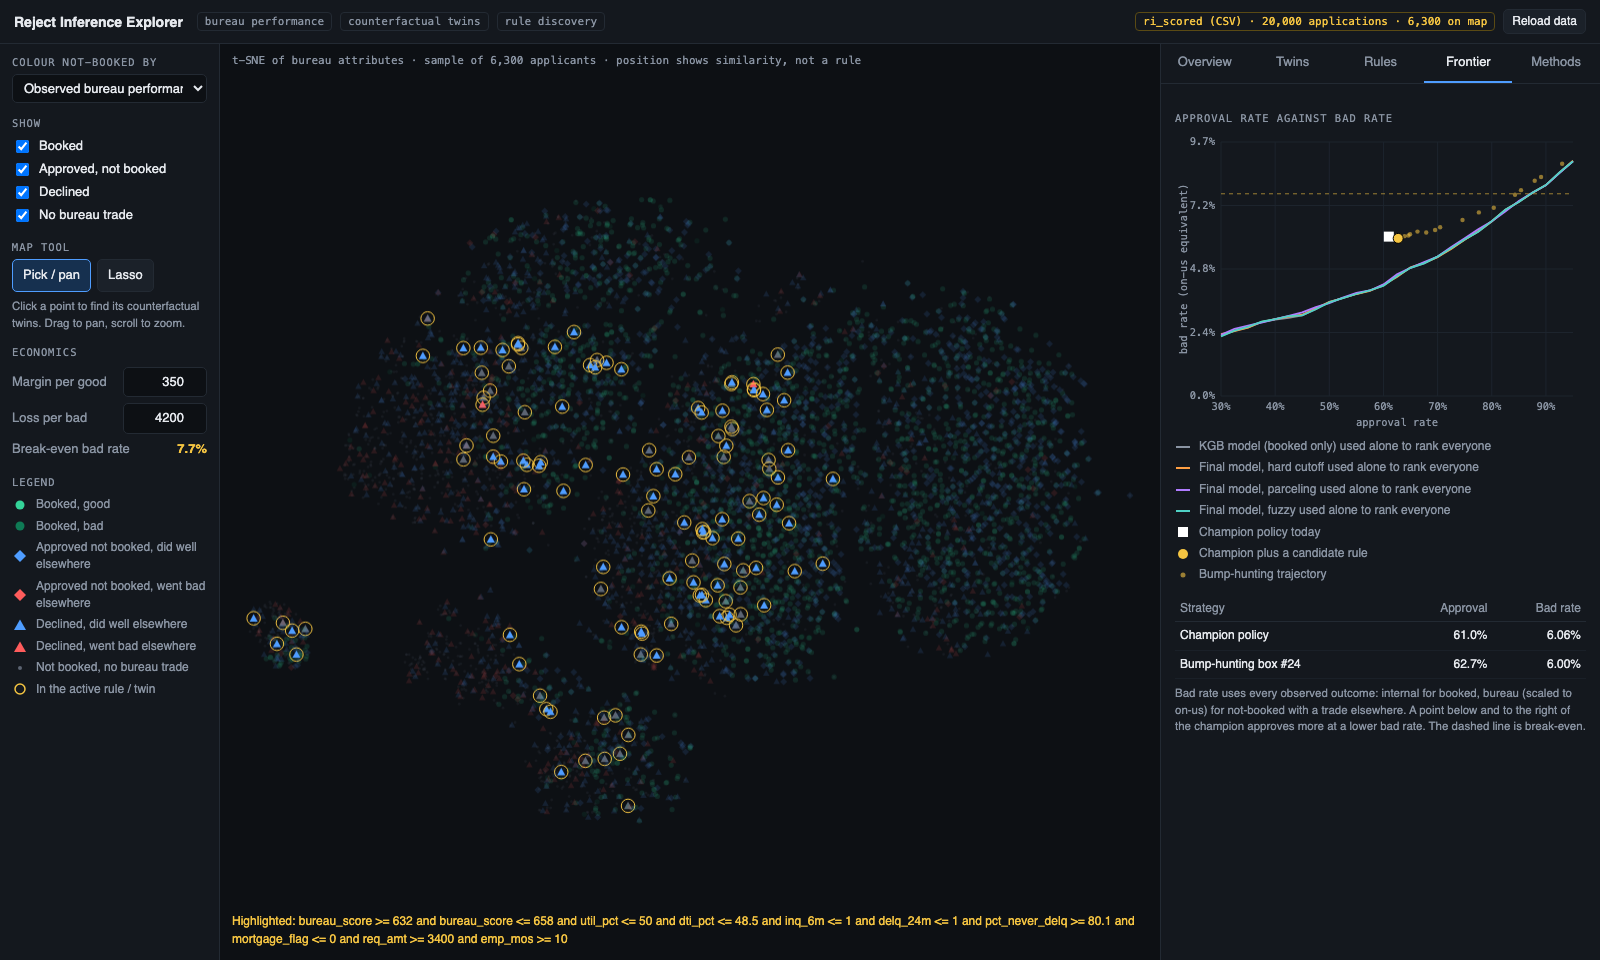 Reject Inference Explorer
bureau performance
counterfactual twins
rule discovery
ri_scored (CSV) · 20,000 applications · 6,300 on map
Reload data
COLOUR NOT-BOOKED BY
Observed bureau performar
SHOW
Booked
Approved, not booked
Declined
No bureau trade
MAP TOOL
Pick / pan
Lasso
Click a point to find its counterfactual
twins. Drag to pan, scroll to zoom.
ECONOMICS
Margin per good
350
Loss per bad
4200
Break-even bad rate
7.7%
LEGEND
Booked, good
Booked, bad
Approved not booked, did well
elsewhere
Approved not booked, went bad
elsewhere
Declined, did well elsewhere
Declined, went bad elsewhere
Not booked, no bureau trade
In the active rule / twin
t-SNE of bureau attributes · sample of 6,300 applicants · position shows similarity, not a rule
Highlighted: bureau_score >= 632 and bureau_score <= 658 and util_pct <= 50 and dti_pct <= 48.5 and inq_6m <= 1 and delq_24m <= 1 and pct_never_delq >= 80.1 and
mortgage_flag <= 0 and req_amt >= 3400 and emp_mos >= 10
Overview
Twins
Rules
Frontier
Methods
APPROVAL RATE AGAINST BAD RATE
9.7%
7.2%
4.8%
2.4%
0.0%
bad rate (on-us equivalent)
30%
40%
50%
60%
70%
80%
90%
approval rate
KGB model (booked only) used alone to rank everyone
Final model, hard cutoff used alone to rank everyone
Final model, parceling used alone to rank everyone
Final model, fuzzy used alone to rank everyone
Champion policy today
Champion plus a candidate rule
Bump-hunting trajectory
Strategy Approval Bad rate
Champion policy 61.0% 6.06%
Bump-hunting box #24 62.7% 6.00%
Bad rate uses every observed outcome: internal for booked, bureau (scaled to
on-us) for not-booked with a trade elsewhere. A point below and to the right of
the champion approves more at a lower bad rate. The dashed line is break-even.